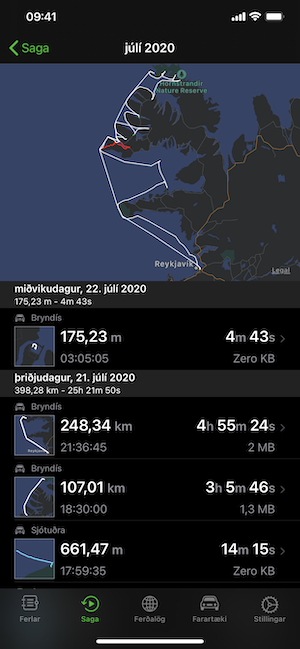 09:41
Saga
júlí 2020
Hornstrandir
Nature Reserve
Reykjavík
Legal
miðvikudagur, 22. júlí 2020
175,23 m - 4m 43s
Bryndís
175,23 m
4m 43s
03:05:05
Zero KB
þriðjudagur, 21. júlí 2020
398,28 km - 25h 21m 50s
Bryndís
248,34 km
4h 55m 24s
21:36:45
2 MB
Bryndís
107,01 km
3h 5m 46s
18:30:00
1,3 MB
Sjótuðra
661,47 m
14m 15s
17:59:35
Zero KB
Ferlar
Saga
Ferðalög
Farartæki
Stillingar